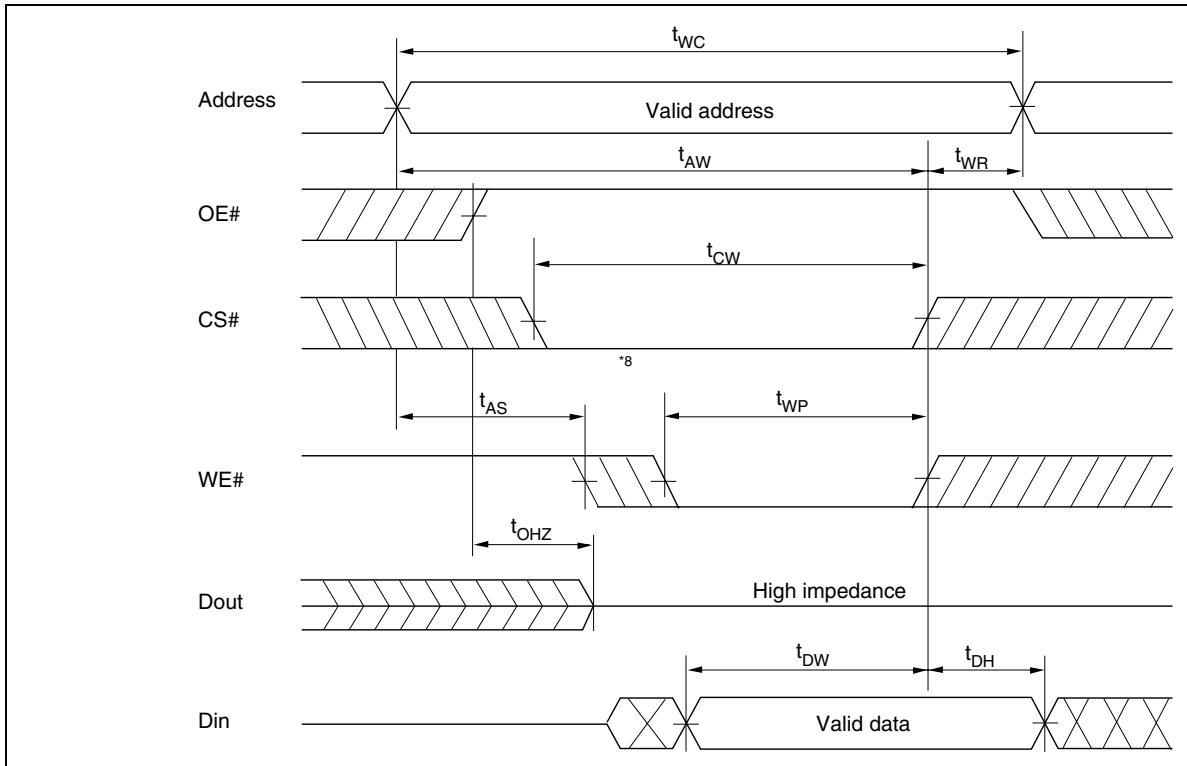 tWC
Address
Valid address
tAW
tWR
OE#
tCW
CS#
*8
tAS
tWP
WE#
tOHZ
Dout
High impedance
tDW
tDH
Din
Valid data